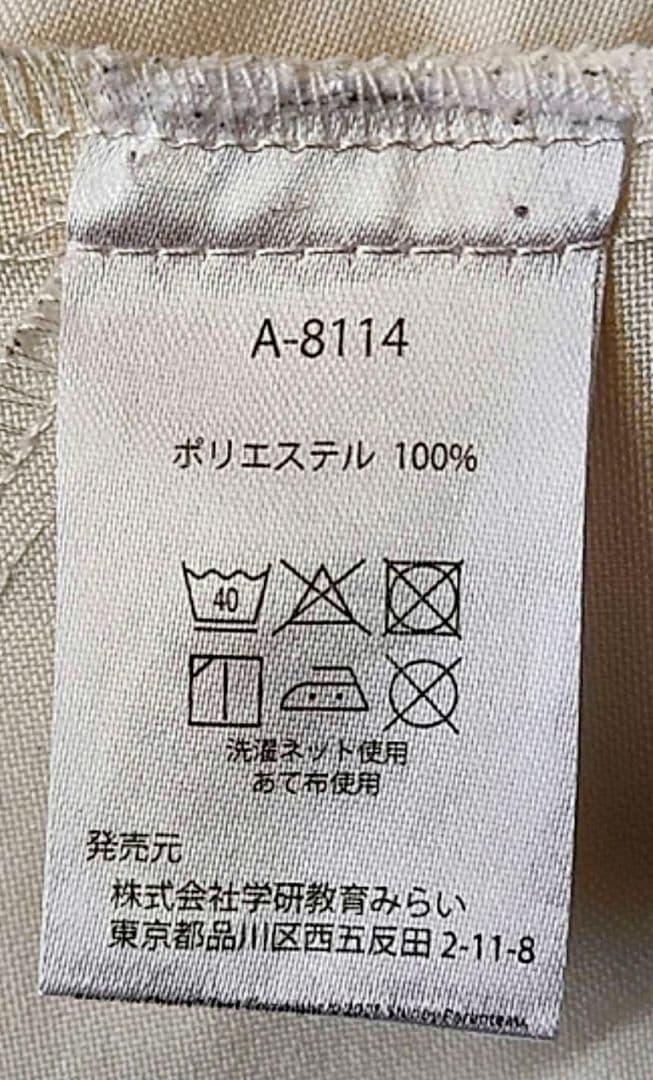 A-8114
ポリエステル 100%
40
洗濯ネット使用
あて布使用
発売元
株式会社学研教育みらい
東京都品川区西五反田 2-11-8